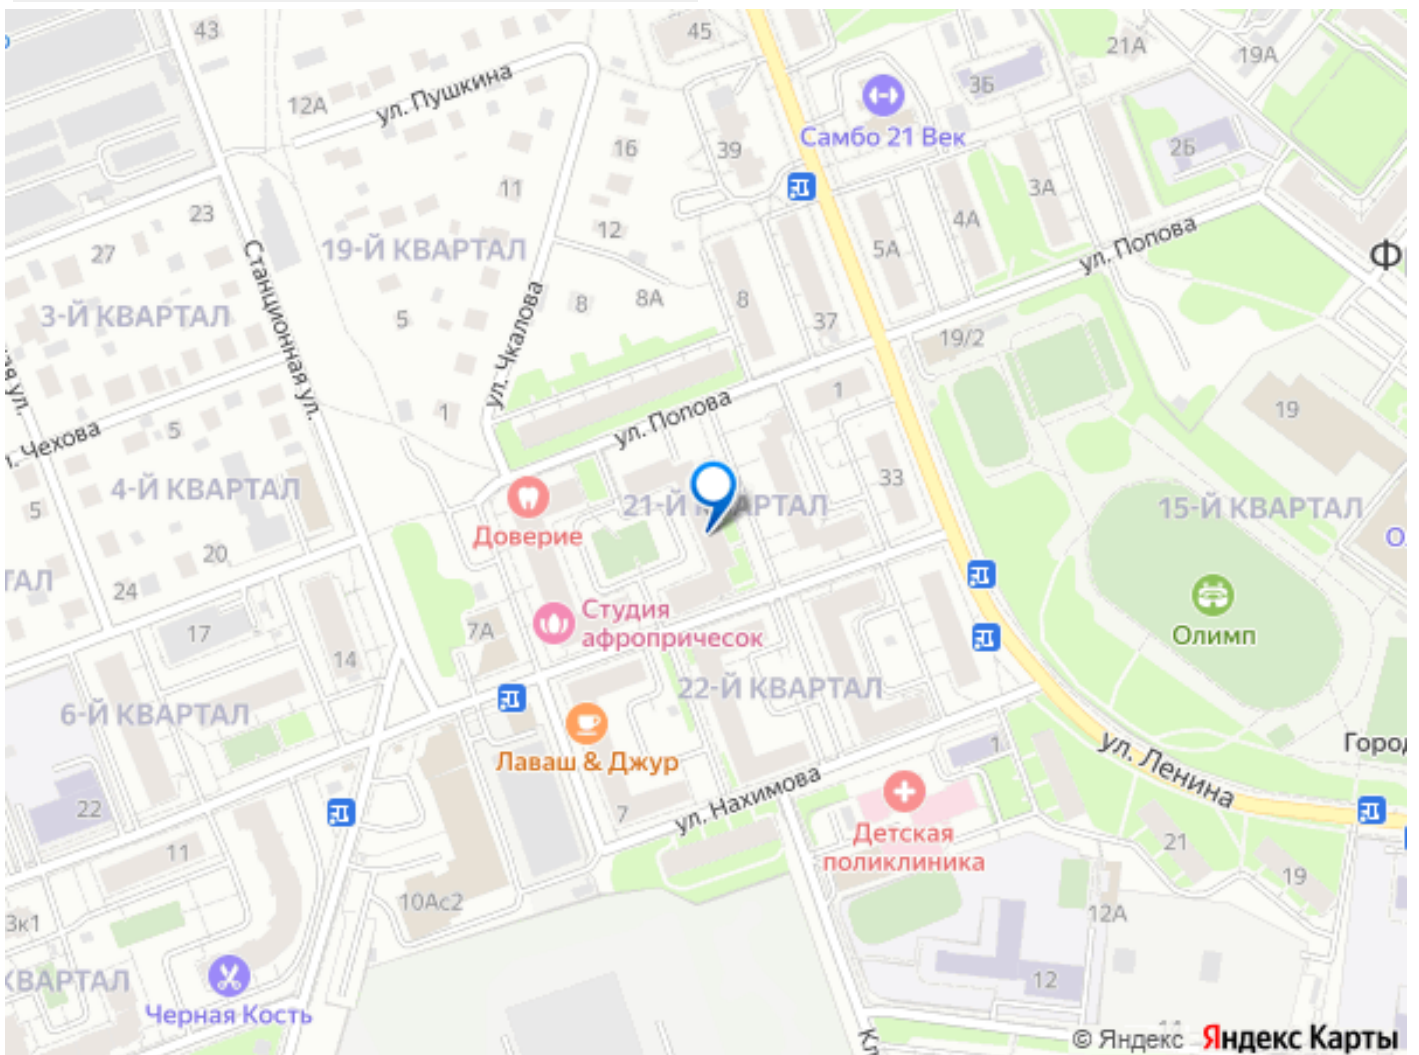 43
45
21А
19А
ул. Пушкина
12А
3Б
Самбо 21 Век
16
39
2Б
11
3А
23
12
4А
19-Й КВАРТАЛ
5А
ул. Попова
27
Станционная ул.
8
8А
8
3-Й КВАРТАЛ
5
37
19/2
ул. Чкалова
1
1
19
ул. Попова
5
4-Й КВАРТАЛ
33
21-Й КВАРТАЛ
15-Й КВАРТАЛ
5
Доверие
20
24
Студия
афропричесок
Олимп
7А
17
14
22-Й КВАРТАЛ
6-Й КВАРТАЛ
1
ул. Ленина
Лаваш & Джур
ул. Нахимова
22
7
Детская
поликлиника
21
11
19
10Ас2
12А
3к1
КВАРТАЛ
12
Черная Кость
© Яндекс Яндекс Карты